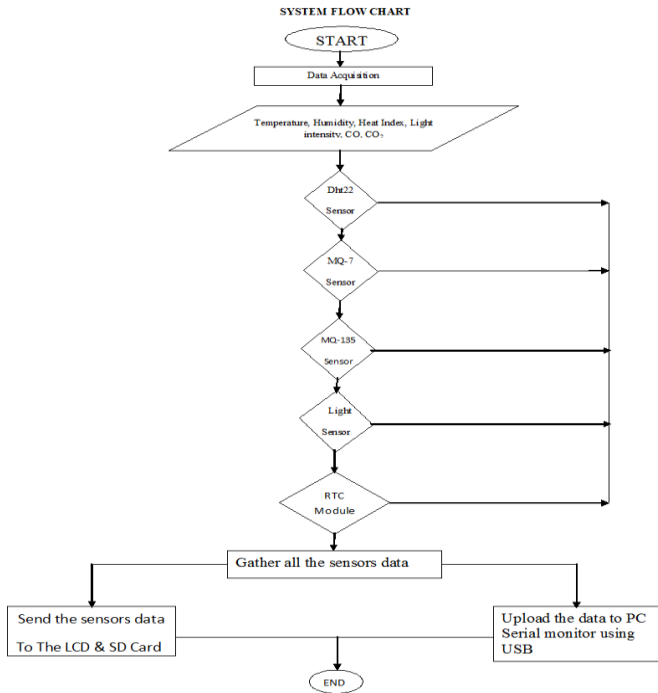 SYSTEM FLOW CHART
START
Data Acquisition
Temperature, Humidity, Heat Index, Light
intensity, CO, CO₂
Dht22
Sensor
MQ-7
Sensor
MQ-135
Sensor
Light
Sensor
RTC
Module
Gather all the sensors data
Send the sensors data
To The LCD & SD Card
Upload the data to PC
Serial monitor using
USB
END